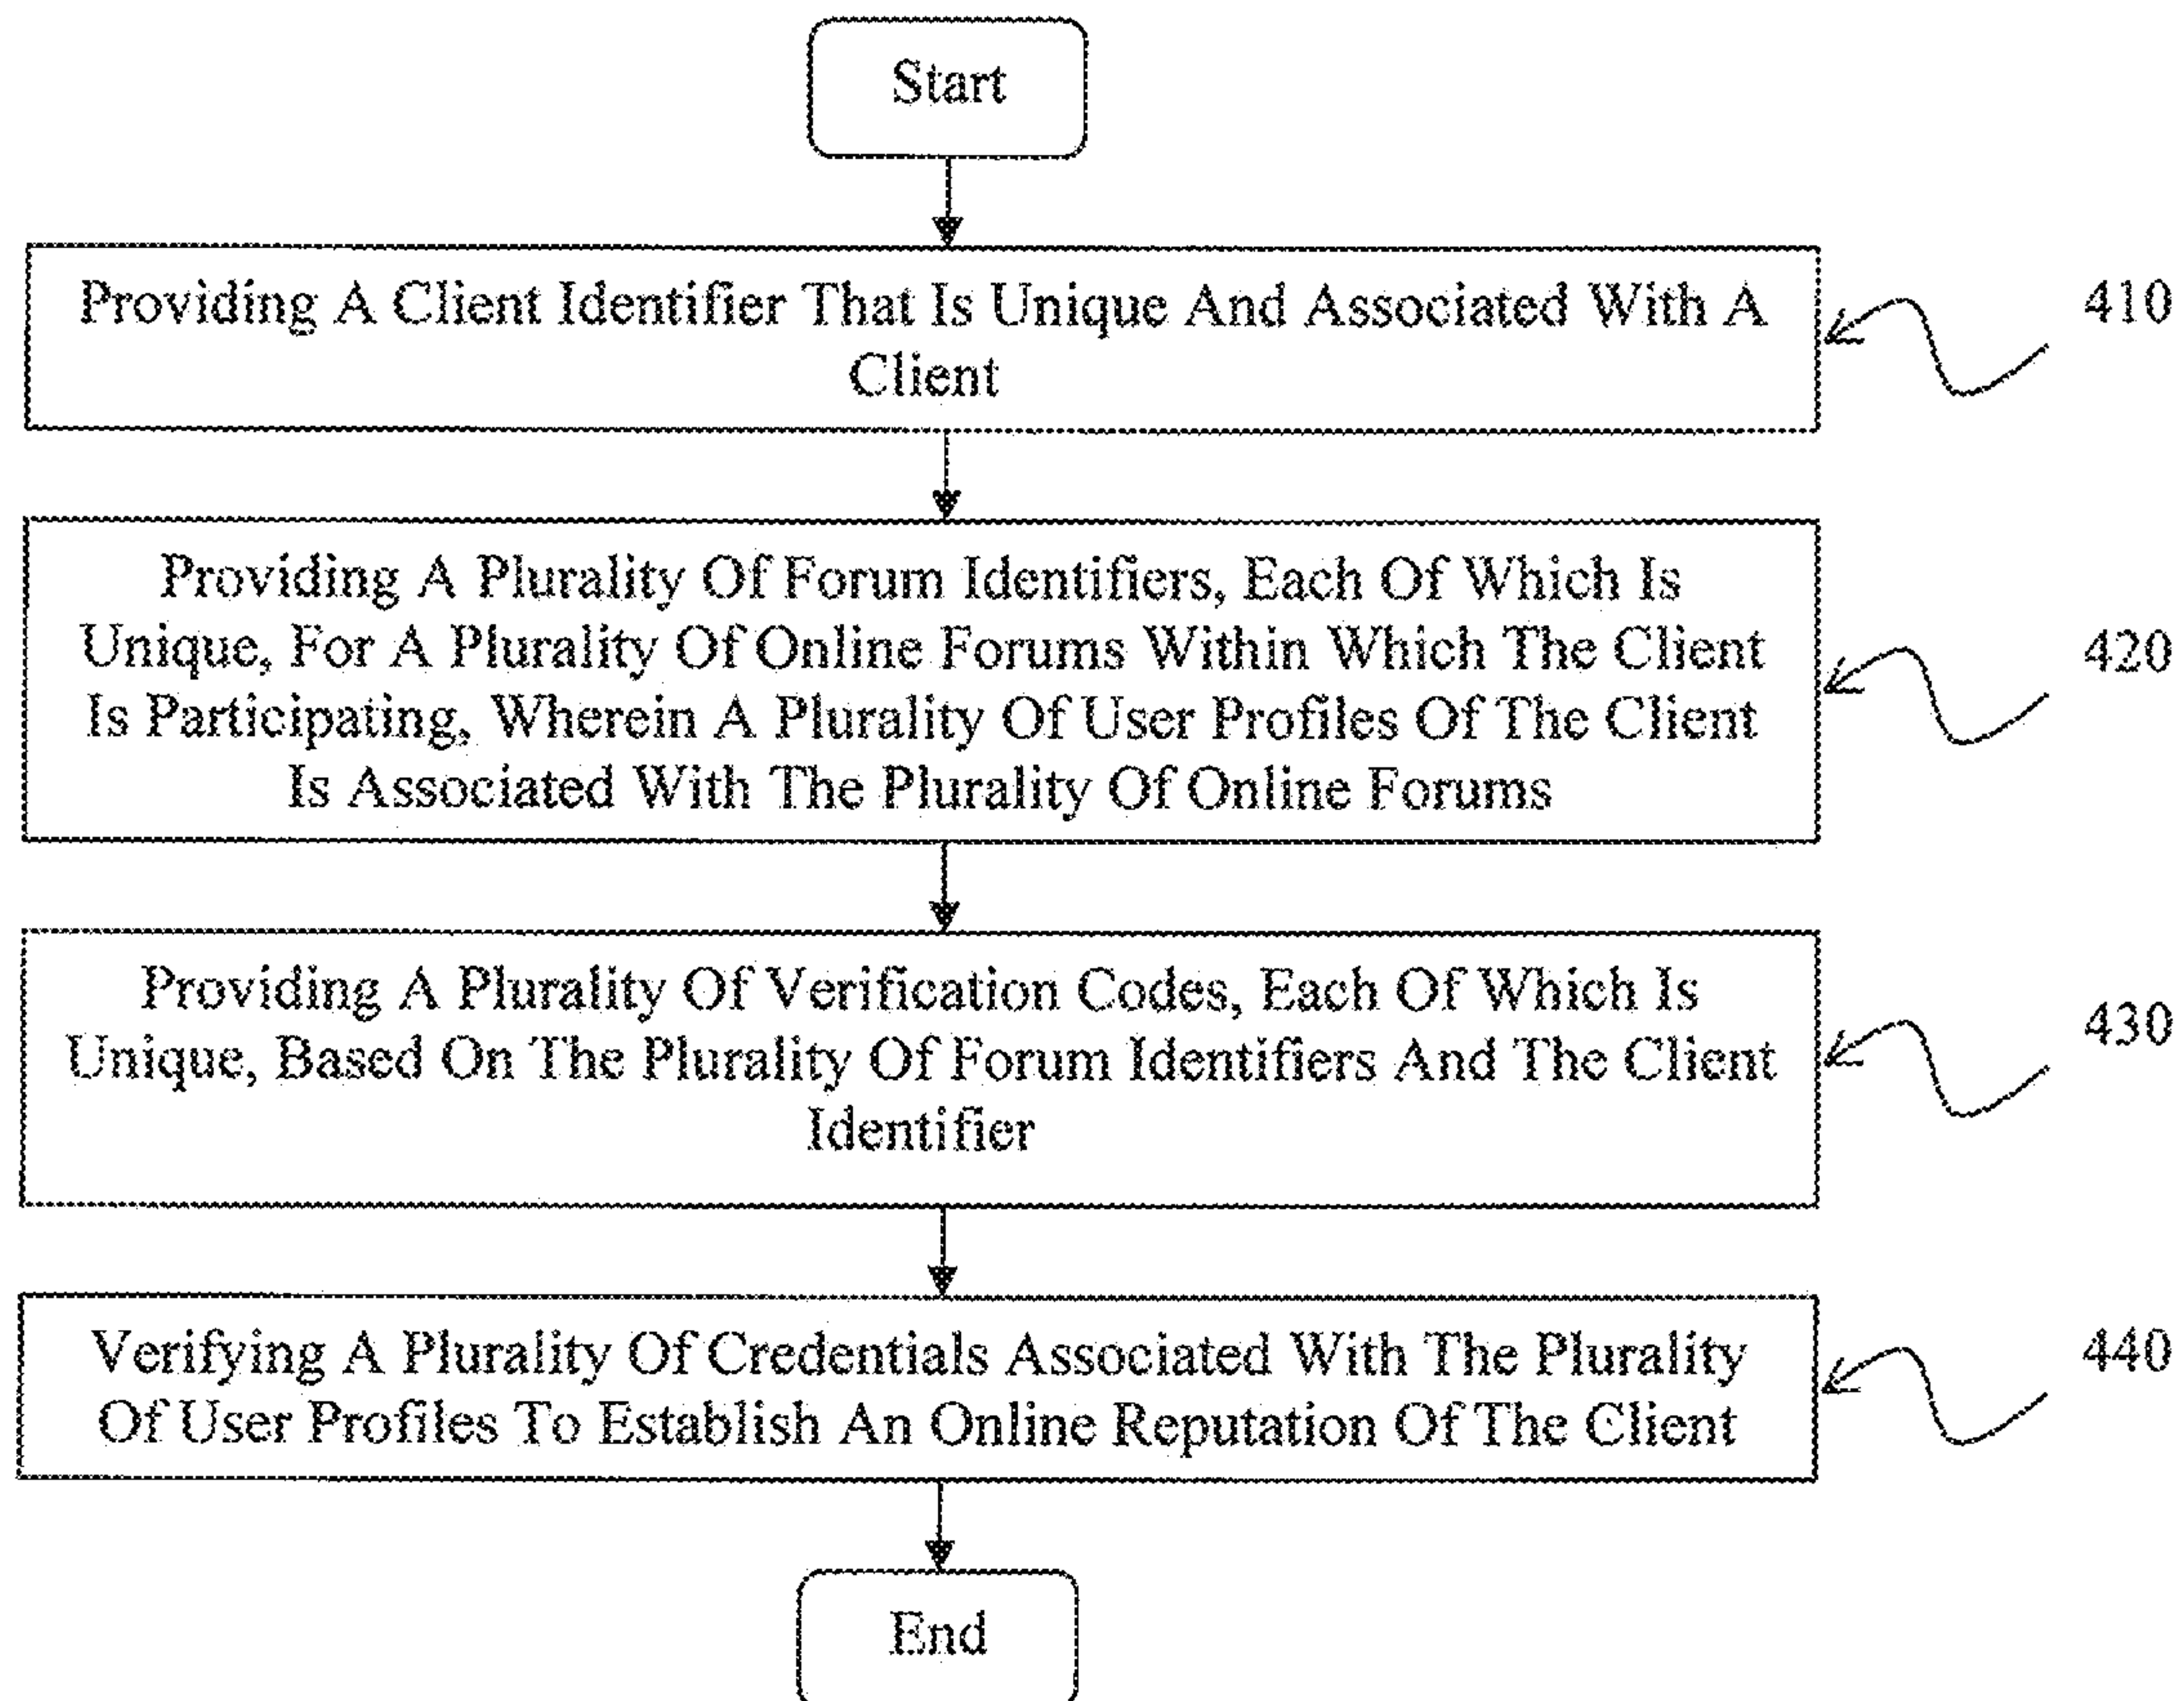 Start
Providing A Client Identifier That Is Unique And Associated With A
Client
410
Providing A Plurality Of Forum Identifiers, Each Of Which Is
Unique, For A Plurality Of Online Forums Within Which The Client
Is Participating, Wherein A Plurality Of User Profiles Of The Client
Is Associated With The Plurality Of Online Forums
420
Providing A Plurality Of Verification Codes, Each Of Which Is
Unique, Based On The Plurality Of Forum Identifiers And The Client
Identifier
430
Verifying A Plurality Of Credentials Associated With The Plurality
Of User Profiles To Establish An Online Reputation Of The Client
440
End